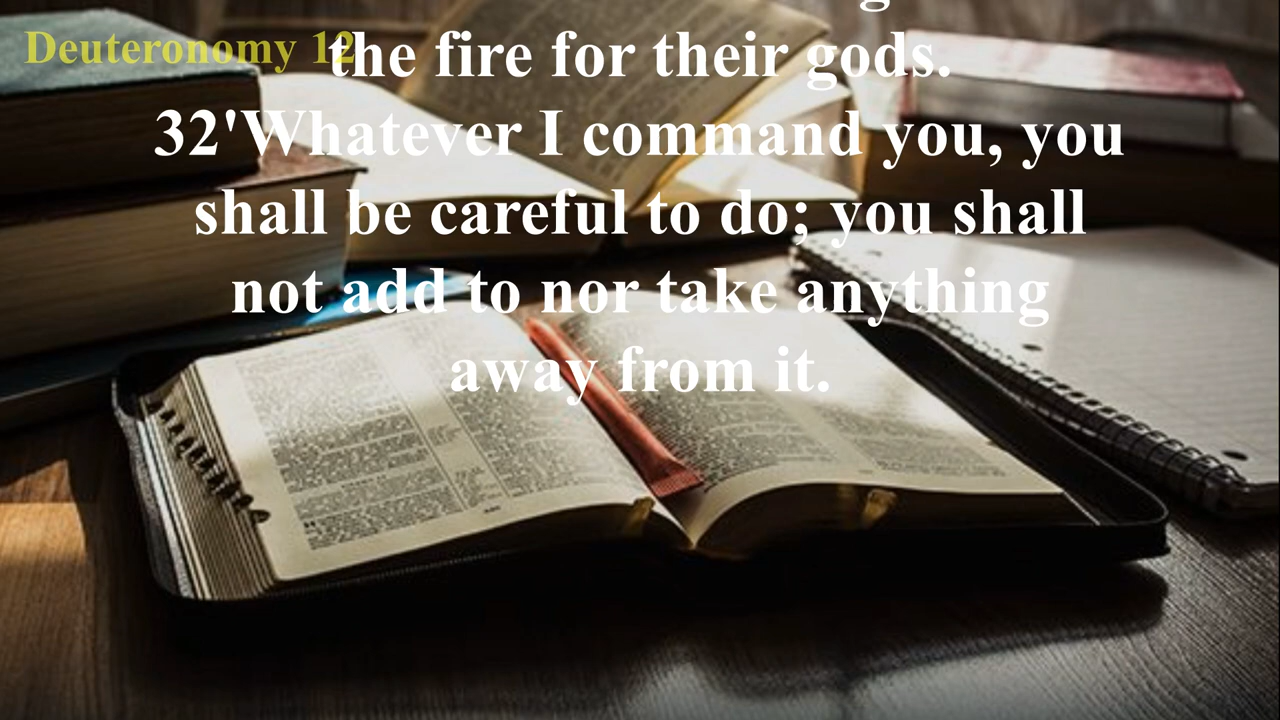 Deuteronomy 12
the fire for their gods.
32'Whatever I command you, you
shall be careful to do; you shall
not add to nor take anything
away from it.